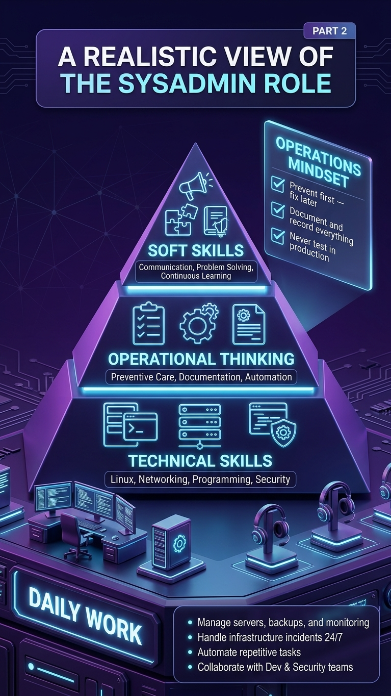 PART 2
A REALISTIC VIEW OF
THE SYSADMIN ROLE
OPERATIONS
MINDSET
Prevent first —
fix later
Document and
record everything
Never test in
production
SOFT SKILLS
Communication, Problem Solving,
Continuous Learning
OPERATIONAL THINKING
Preventive Care, Documentation, Automation
TECHNICAL SKILLS
Linux, Networking, Programming, Security
DAILY WORK
• Manage servers, backups, and monitoring
• Handle infrastructure incidents 24/7
• Automate repetitive tasks
• Collaborate with Dev & Security teams